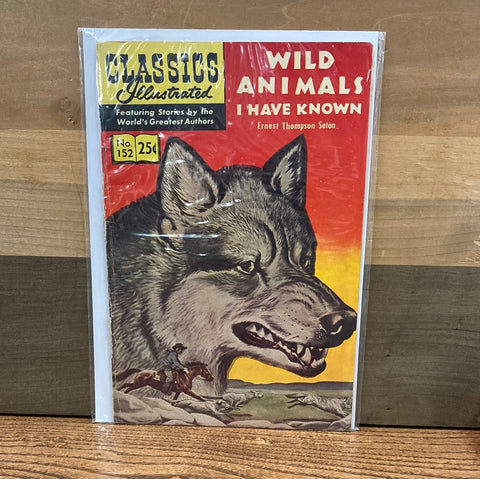 CLASSICS
Illustrated
Featuring Stories by the
World's Greatest Authors
No.
152
25¢
WILD
ANIMALS
I HAVE KNOWN
Ernest Thompson Seton